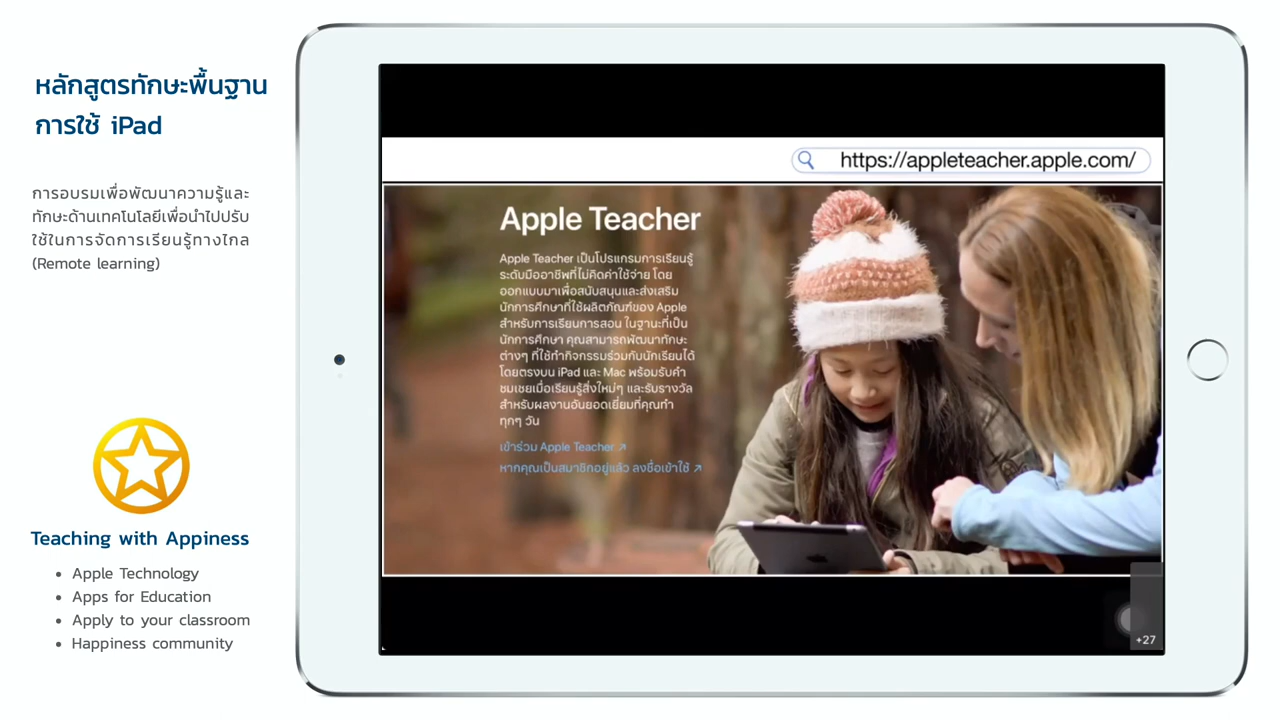 หลักสูตรทักษะพื้นฐาน
การใช้ iPad
การอบรมเพื่อพัฒนาความรู้และ
ทักษะด้านเทคโนโลยีเพื่อนำไปปรับ
ใช้ในการจัดการเรียนรู้ทางไกล
(Remote learning)
Teaching with Appiness
• Apple Technology
• Apps for Education
• Apply to your classroom
• Happiness community
https://appleteacher.apple.com/
Apple Teacher
Apple Teacher เป็นโปรแกรมการเรียนรู้
ระดับมืออาชีพที่ไม่คิดค่าใช้จ่าย โดย
ออกแบบมาเพื่อสนับสนุนและส่งเสริม
นักการศึกษาที่ใช้ผลิตภัณฑ์ของ Apple
สำหรับการเรียนการสอน ในฐานะที่เป็น
นักการศึกษา คุณสามารถพัฒนาทักษะ
ต่างๆ ที่ใช้ทำกิจกรรมร่วมกับนักเรียนได้
โดยตรงบน iPad และ Mac พร้อมรับคำ
ชมเชยเมื่อเรียนรู้สิ่งใหม่ๆ และรับรางวัล
สำหรับผลงานอันยอดเยี่ยมที่คุณทำ
ทุกๆ วัน
เข้าร่วม Apple Teacher ↗
หากคุณเป็นสมาชิกอยู่แล้ว ลงชื่อเข้าใช้ ↗
+27